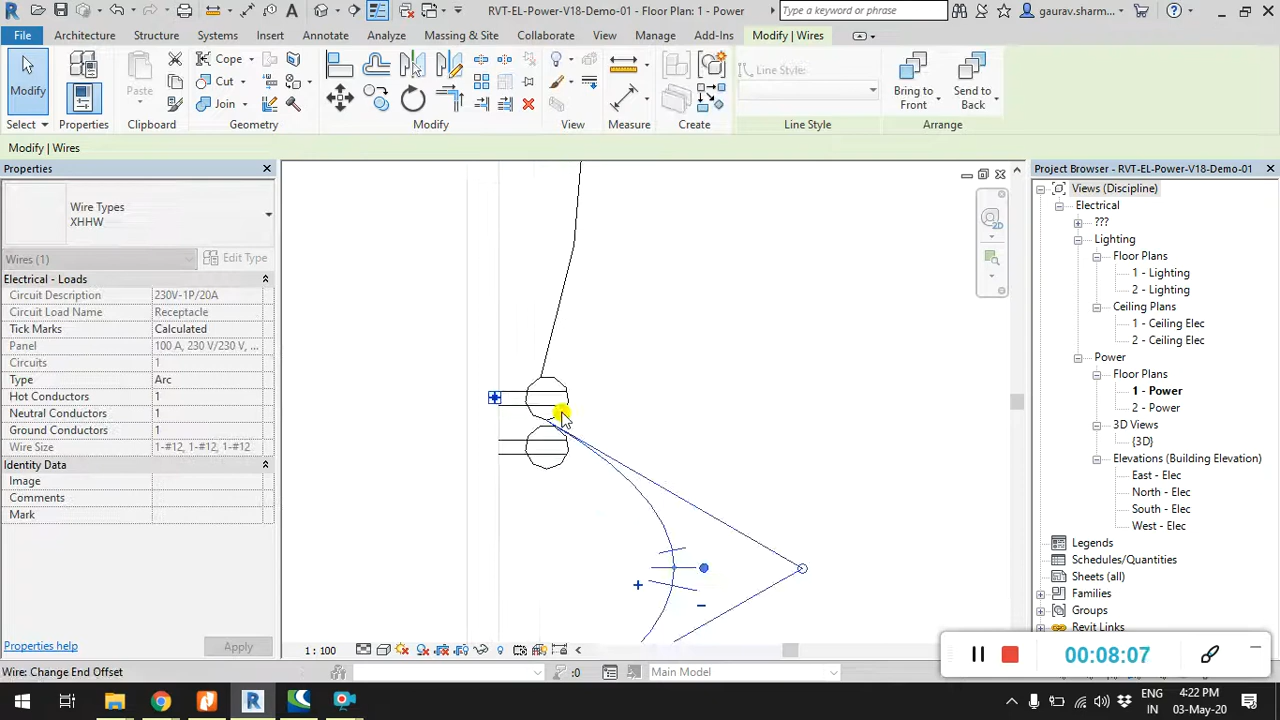 RVT-EL-Power-V18-Demo-01 - Floor Plan: 1 - Power
Type a keyword or phrase
gaurav.sharm...
File
Architecture
Structure
Systems
Insert
Annotate
Analyze
Massing & Site
Collaborate
View
Manage
Add-Ins
Modify | Wires
Modify
Select
Properties
Paste
Clipboard
Cope
Cut
Join
Geometry
Modify
View
Measure
Create
Line Style:
Line Style
Bring to
Front
Send to
Back
Arrange
Modify | Wires
Properties
Wire Types
XHHW
Wires (1)
Edit Type
Electrical - Loads
Circuit Description 230V-1P/20A
Circuit Load Name Receptacle
Tick Marks Calculated
Panel 100 A, 230 V/230 V, ...
Circuits 1
Type Arc
Hot Conductors 1
Neutral Conductors 1
Ground Conductors 1
Wire Size 1-#12, 1-#12, 1-#12
Identity Data
Image
Comments
Mark
Properties help
Apply
2D
Project Browser - RVT-EL-Power-V18-Demo-01
Views (Discipline)
Electrical
???
Lighting
Floor Plans
1 - Lighting
2 - Lighting
Ceiling Plans
1 - Ceiling Elec
2 - Ceiling Elec
Power
Floor Plans
1 - Power
2 - Power
3D Views
{3D}
Elevations (Building Elevation)
East - Elec
North - Elec
South - Elec
West - Elec
Legends
Schedules/Quantities
Sheets (all)
Families
Groups
Revit Links
1 : 100
Wire: Change End Offset
:0
Main Model
00:08:07
ENG
IN
4:22 PM
03-May-20